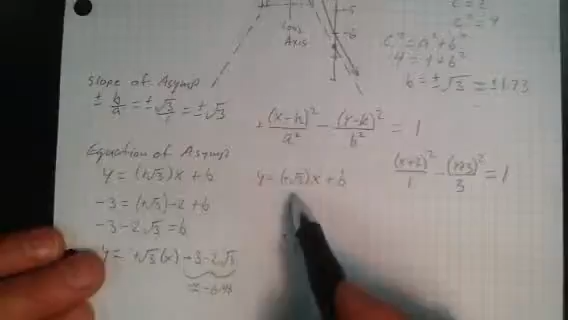 c = 2
c² = 4
-5
-6
Long
Axis
c² = a² + b²
4 = 1 + b²
b = ±√3 = ±1.73
Slope of Asymp
± b/a = ±√3/1 = ±√3
(x-h)²/a² - (y-k)²/b² = 1
Equation of Asymp
y = (+√3)x + b
y = (+√3)x + b
(x+2)²/1 - (y+3)²/3 = 1
-3 = (+√3)-2 + b
-3 - 2√3 = b
y = +√3(x) - 3 - 2√3